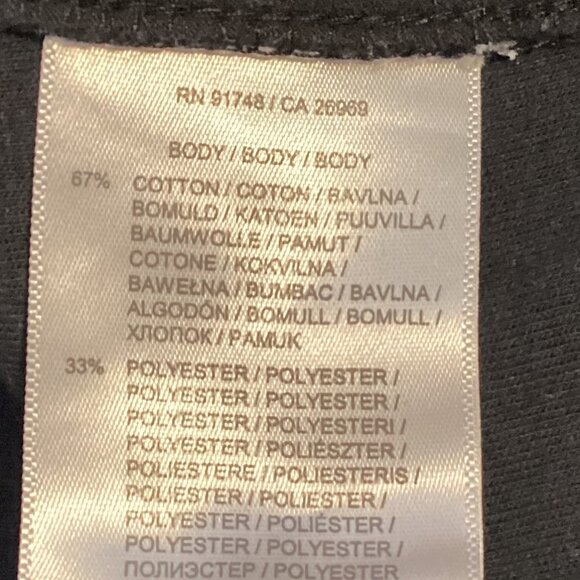 RN 91748 / CA 26969
BODY / BODY / BODY
67% COTTON / COTON / BAVLNA /
BOMULD / KATOEN / PUUVILLA /
BAUMWOLLE / PAMUT /
COTONE / KOKVILNA /
BAWEŁNA / BUMBAC / BAVLNA /
ALGODÓN / BOMULL / BOMULL /
ХЛОПОК / PAMUK
33% POLYESTER / POLYESTER /
POLYESTER / POLYESTER /
POLYESTER / POLYESTERI /
POLYESTER / POLIÉSZTER /
POLIESTERE / POLIESTERIS /
POLIESTER / POLIESTER /
POLYESTER / POLIÉSTER /
POLYESTER / POLYESTER /
ПОЛИЭСТЕР / POLYESTER